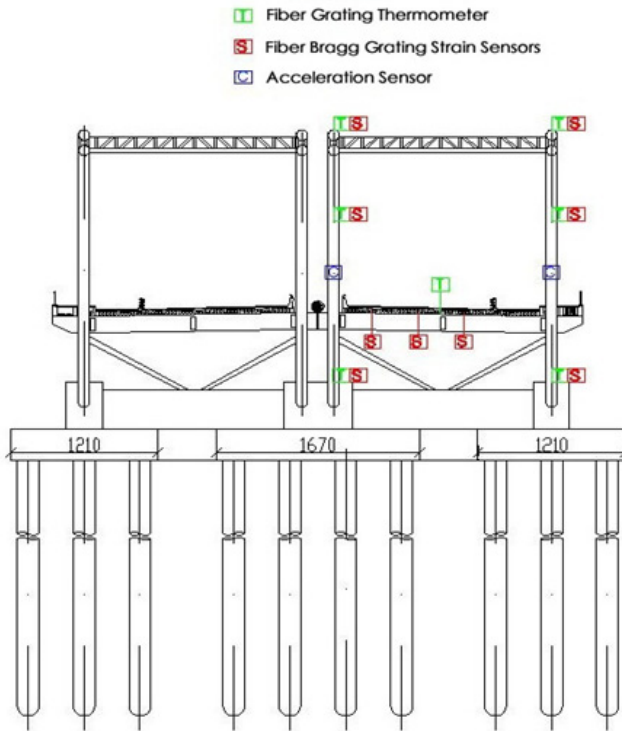 T Fiber Grating Thermometer
S Fiber Bragg Grating Strain Sensors
C Acceleration Sensor
T S T S
T S T S
C C
T
S S S
T S T S
1210 1670 1210